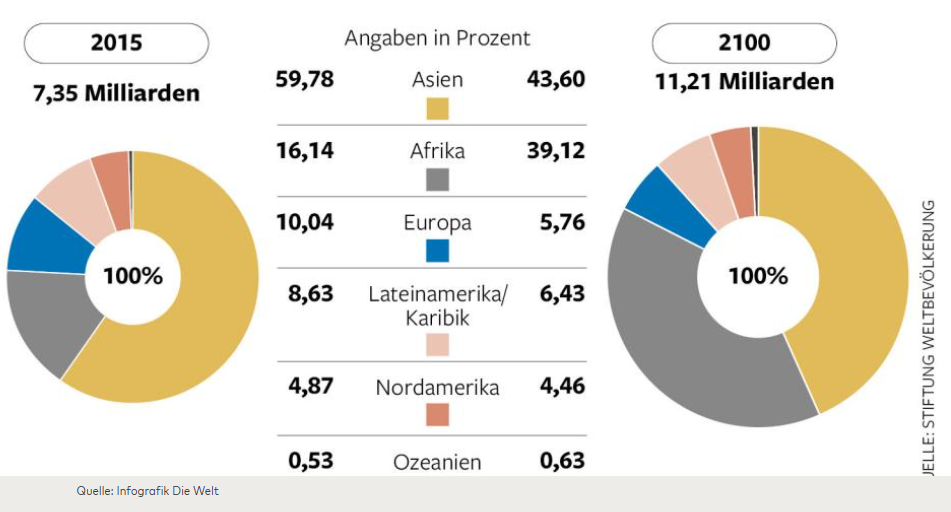 2015
7,35 Milliarden
100%
Angaben in Prozent
59,78 Asien 43,60
16,14 Afrika 39,12
10,04 Europa 5,76
8,63 Lateinamerika/ 6,43
Karibik
4,87 Nordamerika 4,46
0,53 Ozeanien 0,63
2100
11,21 Milliarden
100%
UELLE: STIFTUNG WELTBEVÖLKERUNG
Quelle: Infografik Die Welt